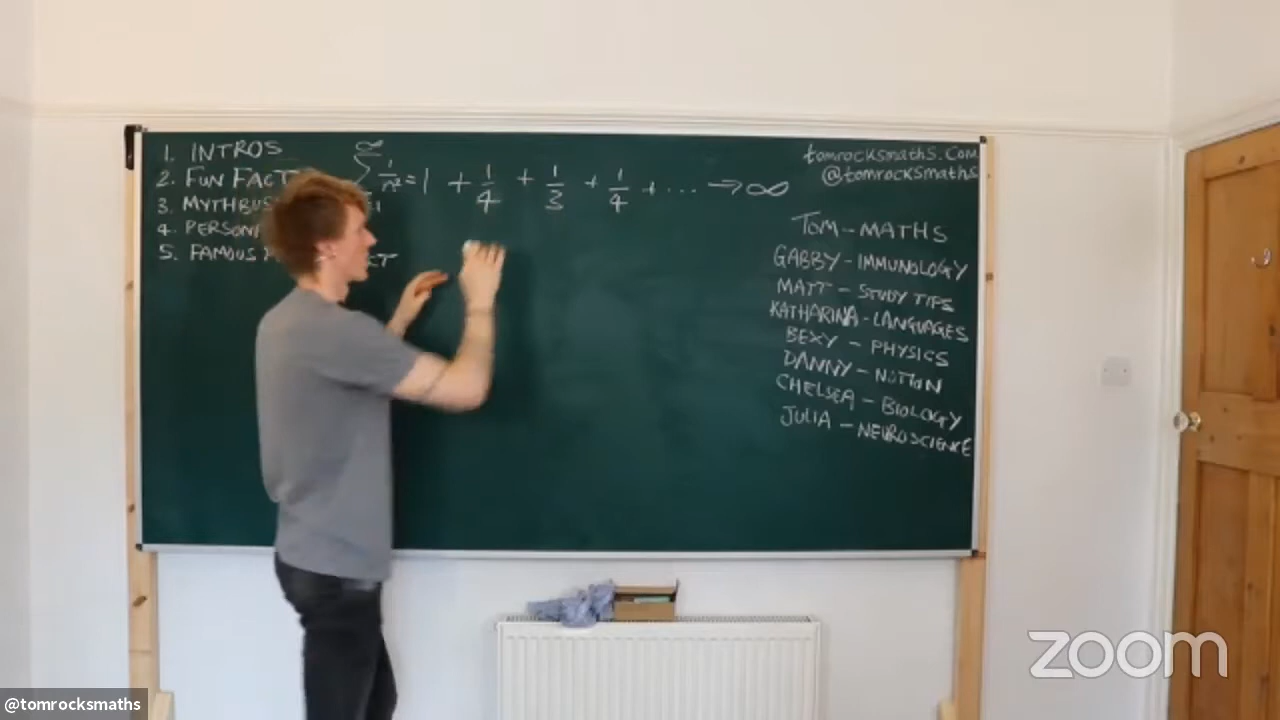 1. INTROS
2. FUN FACT
3. MYTHBUS
4. PERSON
5. FAMOUS
∞
∑ 1/n² = 1 + 1/4 + 1/3 + 1/4 + ... → ∞
tomrocksmaths.com
@tomrocksmaths
TOM - MATHS
GABBY - IMMUNOLOGY
MATT - STUDY TIPS
KATHARINA - LANGUAGES
BEXY - PHYSICS
DANNY - NOTION
CHELSEA - BIOLOGY
JULIA - NEUROSCIENCE
zoom
@tomrocksmaths